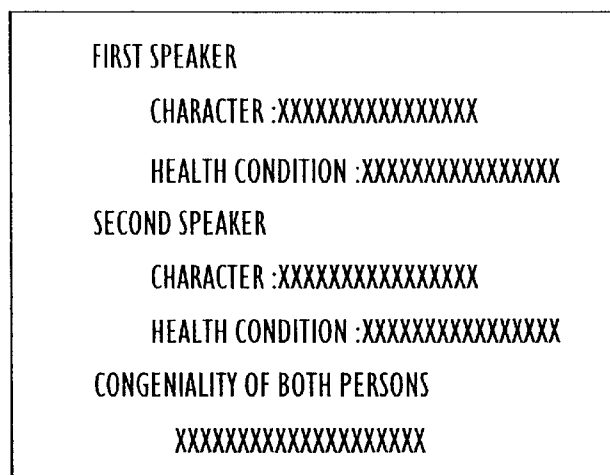 FIRST SPEAKER
CHARACTER :XXXXXXXXXXXXXXXX
HEALTH CONDITION :XXXXXXXXXXXXXXXX
SECOND SPEAKER
CHARACTER :XXXXXXXXXXXXXXXX
HEALTH CONDITION :XXXXXXXXXXXXXXXX
CONGENIALITY OF BOTH PERSONS
XXXXXXXXXXXXXXXXXXXX